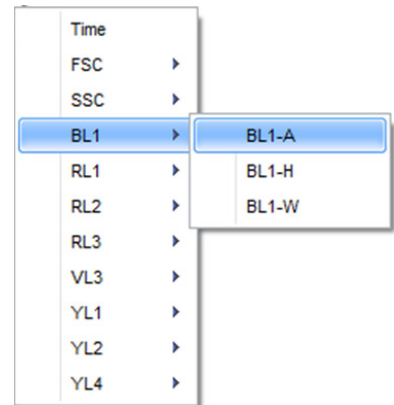 Time
FSC
SSC
BL1
BL1-A
RL1
BL1-H
RL2
BL1-W
RL3
VL3
YL1
YL2
YL4